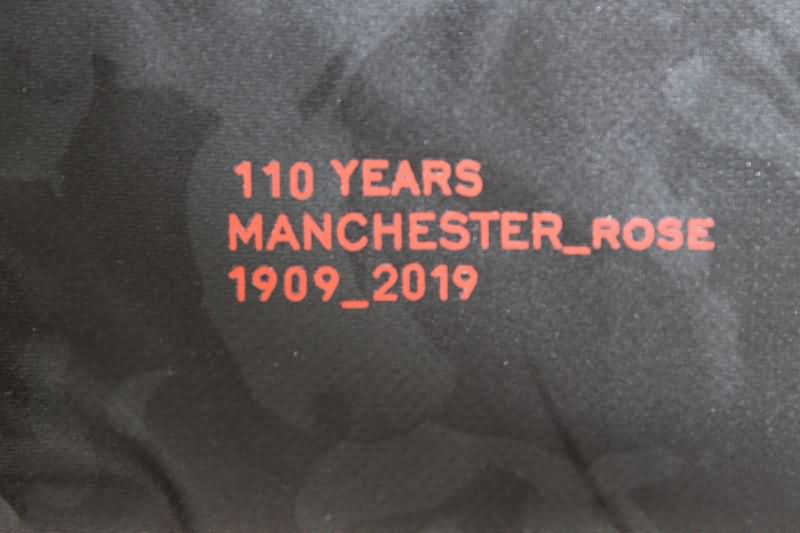 110 YEARS
MANCHESTER_ROSE
1909_2019